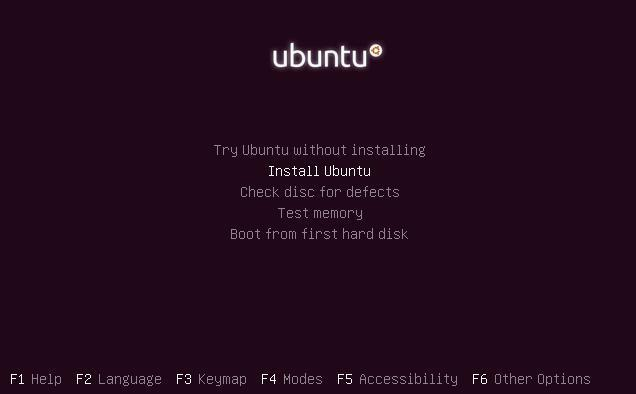 ubuntu
Try Ubuntu without installing
Install Ubuntu
Check disc for defects
Test memory
Boot from first hard disk
F1 Help F2 Language F3 Keymap F4 Modes F5 Accessibility F6 Other Options